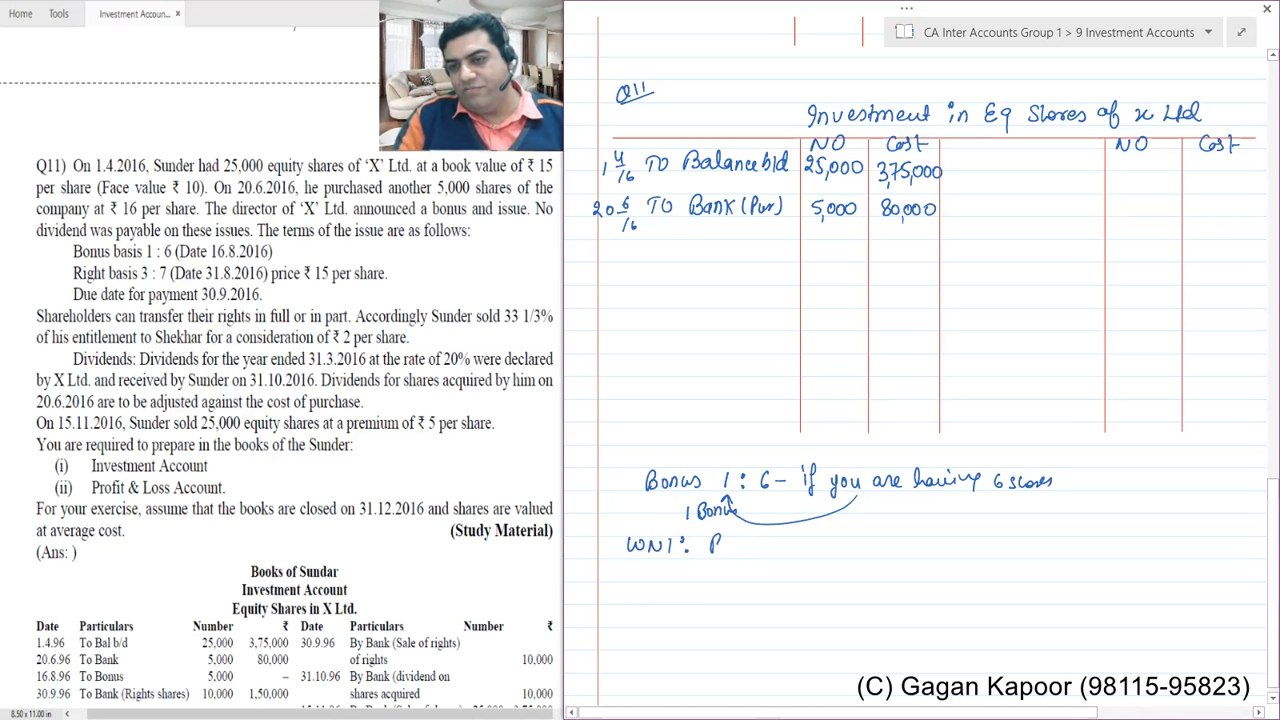 Home Tools Investment Accoun... ×
CA Inter Accounts Group 1 > 9 Investment Accounts
Q11) On 1.4.2016, Sunder had 25,000 equity shares of 'X' Ltd. at a book value of ₹ 15
per share (Face value ₹ 10). On 20.6.2016, he purchased another 5,000 shares of the
company at ₹ 16 per share. The director of 'X' Ltd. announced a bonus and issue. No
dividend was payable on these issues. The terms of the issue are as follows:
Bonus basis 1 : 6 (Date 16.8.2016)
Right basis 3 : 7 (Date 31.8.2016) price ₹ 15 per share.
Due date for payment 30.9.2016.
Shareholders can transfer their rights in full or in part. Accordingly Sunder sold 33 1/3%
of his entitlement to Shekhar for a consideration of ₹ 2 per share.
Dividends: Dividends for the year ended 31.3.2016 at the rate of 20% were declared
by X Ltd. and received by Sunder on 31.10.2016. Dividends for shares acquired by him on
20.6.2016 are to be adjusted against the cost of purchase.
On 15.11.2016, Sunder sold 25,000 equity shares at a premium of ₹ 5 per share.
You are required to prepare in the books of the Sunder:
(i) Investment Account
(ii) Profit & Loss Account.
For your exercise, assume that the books are closed on 31.12.2016 and shares are valued
at average cost. (Study Material)
(Ans: )
Books of Sundar
Investment Account
Equity Shares in X Ltd.
Date Particulars Number ₹ Date Particulars Number ₹
1.4.96 To Bal b/d 25,000 3,75,000 30.9.96 By Bank (Sale of rights)
20.6.96 To Bank 5,000 80,000 of rights 10,000
16.8.96 To Bonus 5,000 – 31.10.96 By Bank (dividend on
30.9.96 To Bank (Rights shares) 10,000 1,50,000 shares acquired 10,000
8.50 x 11.00 in
Q11
Investment in Eq Shares of x Ltd
NO Cost NO Cost
1 4/16 TO Balance b/d 25,000 3,75,000
20 6/16 TO Bank (Pur) 5,000 80,000
Bonus 1 : 6 – if you are having 6 shares
1 Bonus
WN1 : P
(C) Gagan Kapoor (98115-95823)